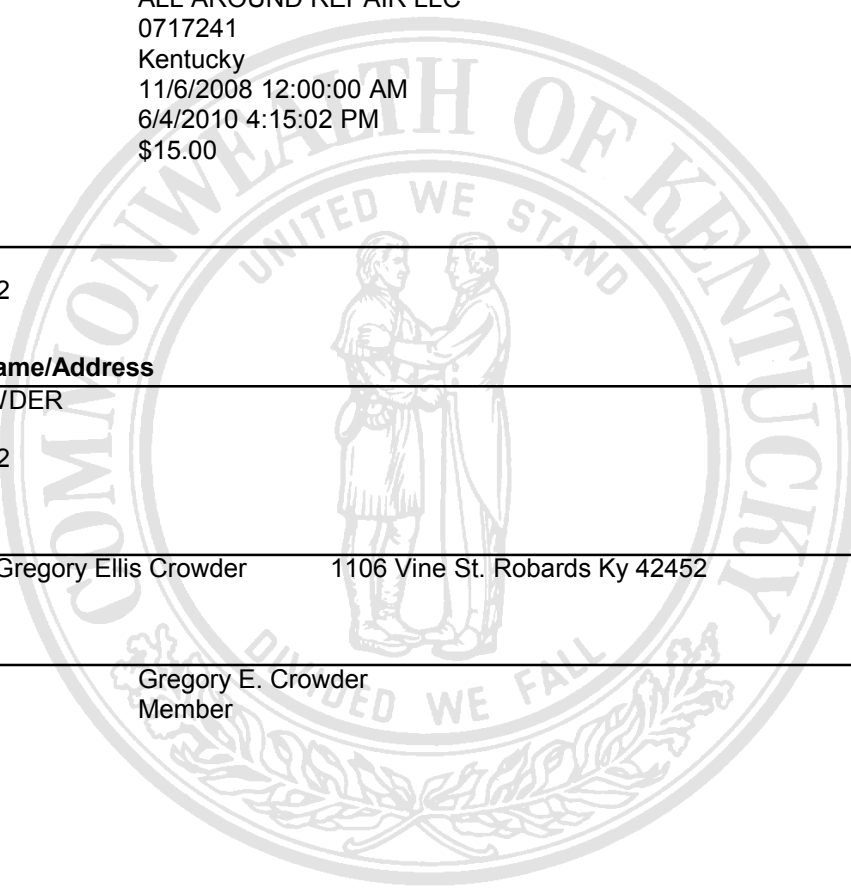 ALL AROUND REPAIR LLC
0717241
Kentucky
11/6/2008 12:00:00 AM
6/4/2010 4:15:02 PM
$15.00
COMMONWEALTH OF KENTUCKY
UNITED WE STAND
2
ame/Address
DER
2
Gregory Ellis Crowder 1106 Vine St. Robards Ky 42452
DIVIDED WE FALL
Gregory E. Crowder
Member